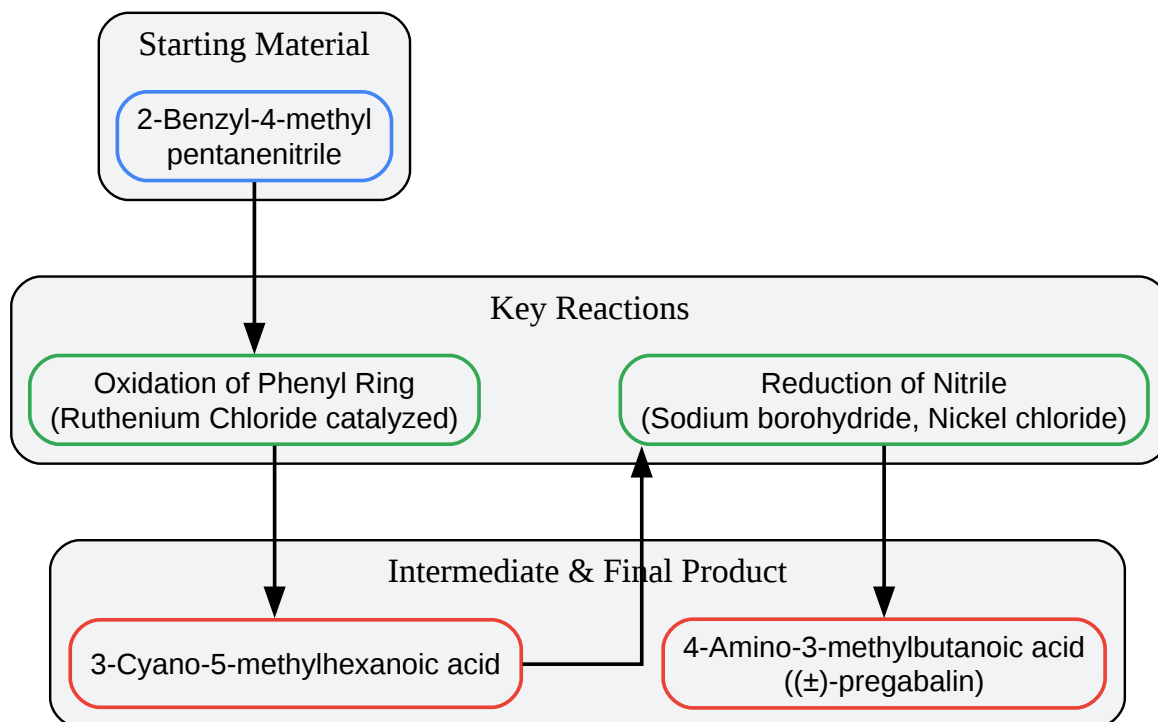 Starting Material
2-Benzyl-4-methyl
pentanenitrile
Key Reactions
Oxidation of Phenyl Ring
(Ruthenium Chloride catalyzed)
Reduction of Nitrile
(Sodium borohydride, Nickel chloride)
Intermediate & Final Product
3-Cyano-5-methylhexanoic acid
4-Amino-3-methylbutanoic acid
((±)-pregabalin)